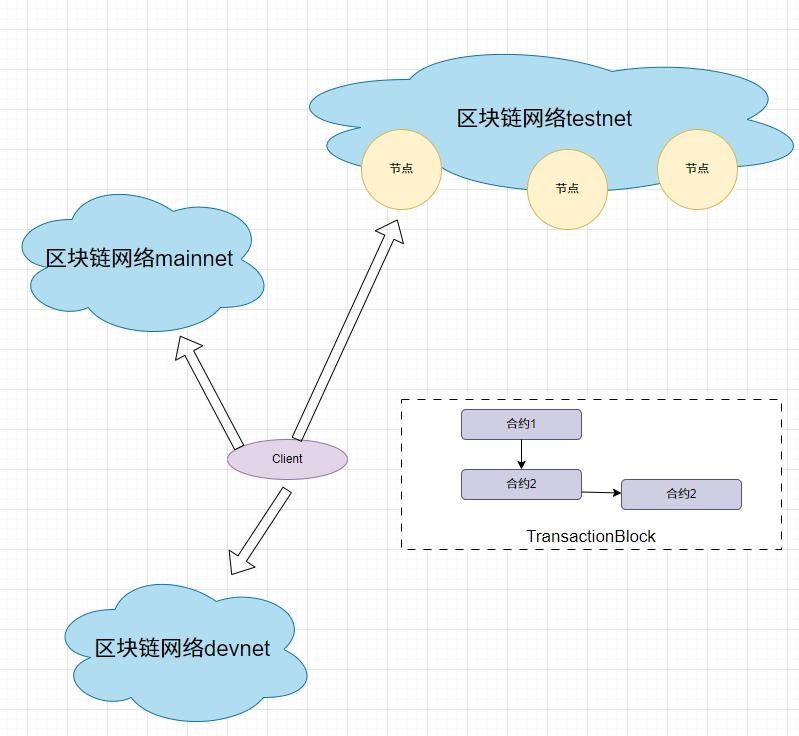 区块链网络testnet
节点
节点
节点
区块链网络mainnet
Client
合约1
合约2
合约2
TransactionBlock
区块链网络devnet